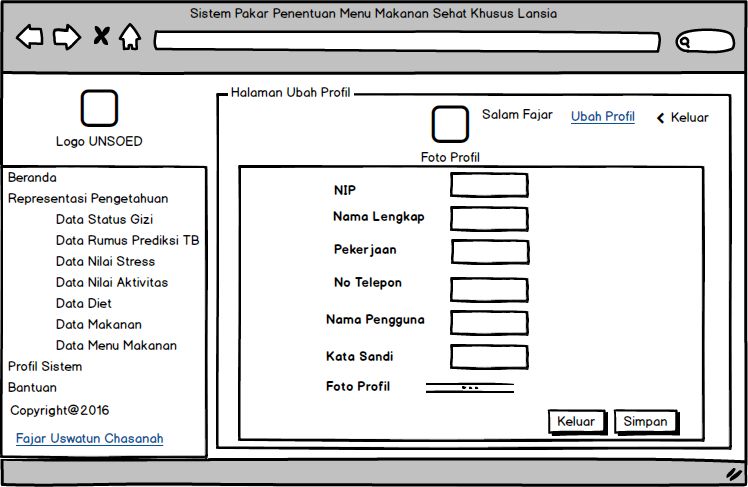 Sistem Pakar Penentuan Menu Makanan Sehat Khusus Lansia
Halaman Ubah Profil
Logo UNSOED
Salam Fajar Ubah Profil Keluar
Foto Profil
Beranda
Representasi Pengetahuan
Data Status Gizi
Data Rumus Prediksi TB
Data Nilai Stress
Data Nilai Aktivitas
Data Diet
Data Makanan
Data Menu Makanan
Profil Sistem
Bantuan
Copyright@2016
Fajar Uswatun Chasanah
NIP
Nama Lengkap
Pekerjaan
No Telepon
Nama Pengguna
Kata Sandi
Foto Profil ...
Keluar Simpan